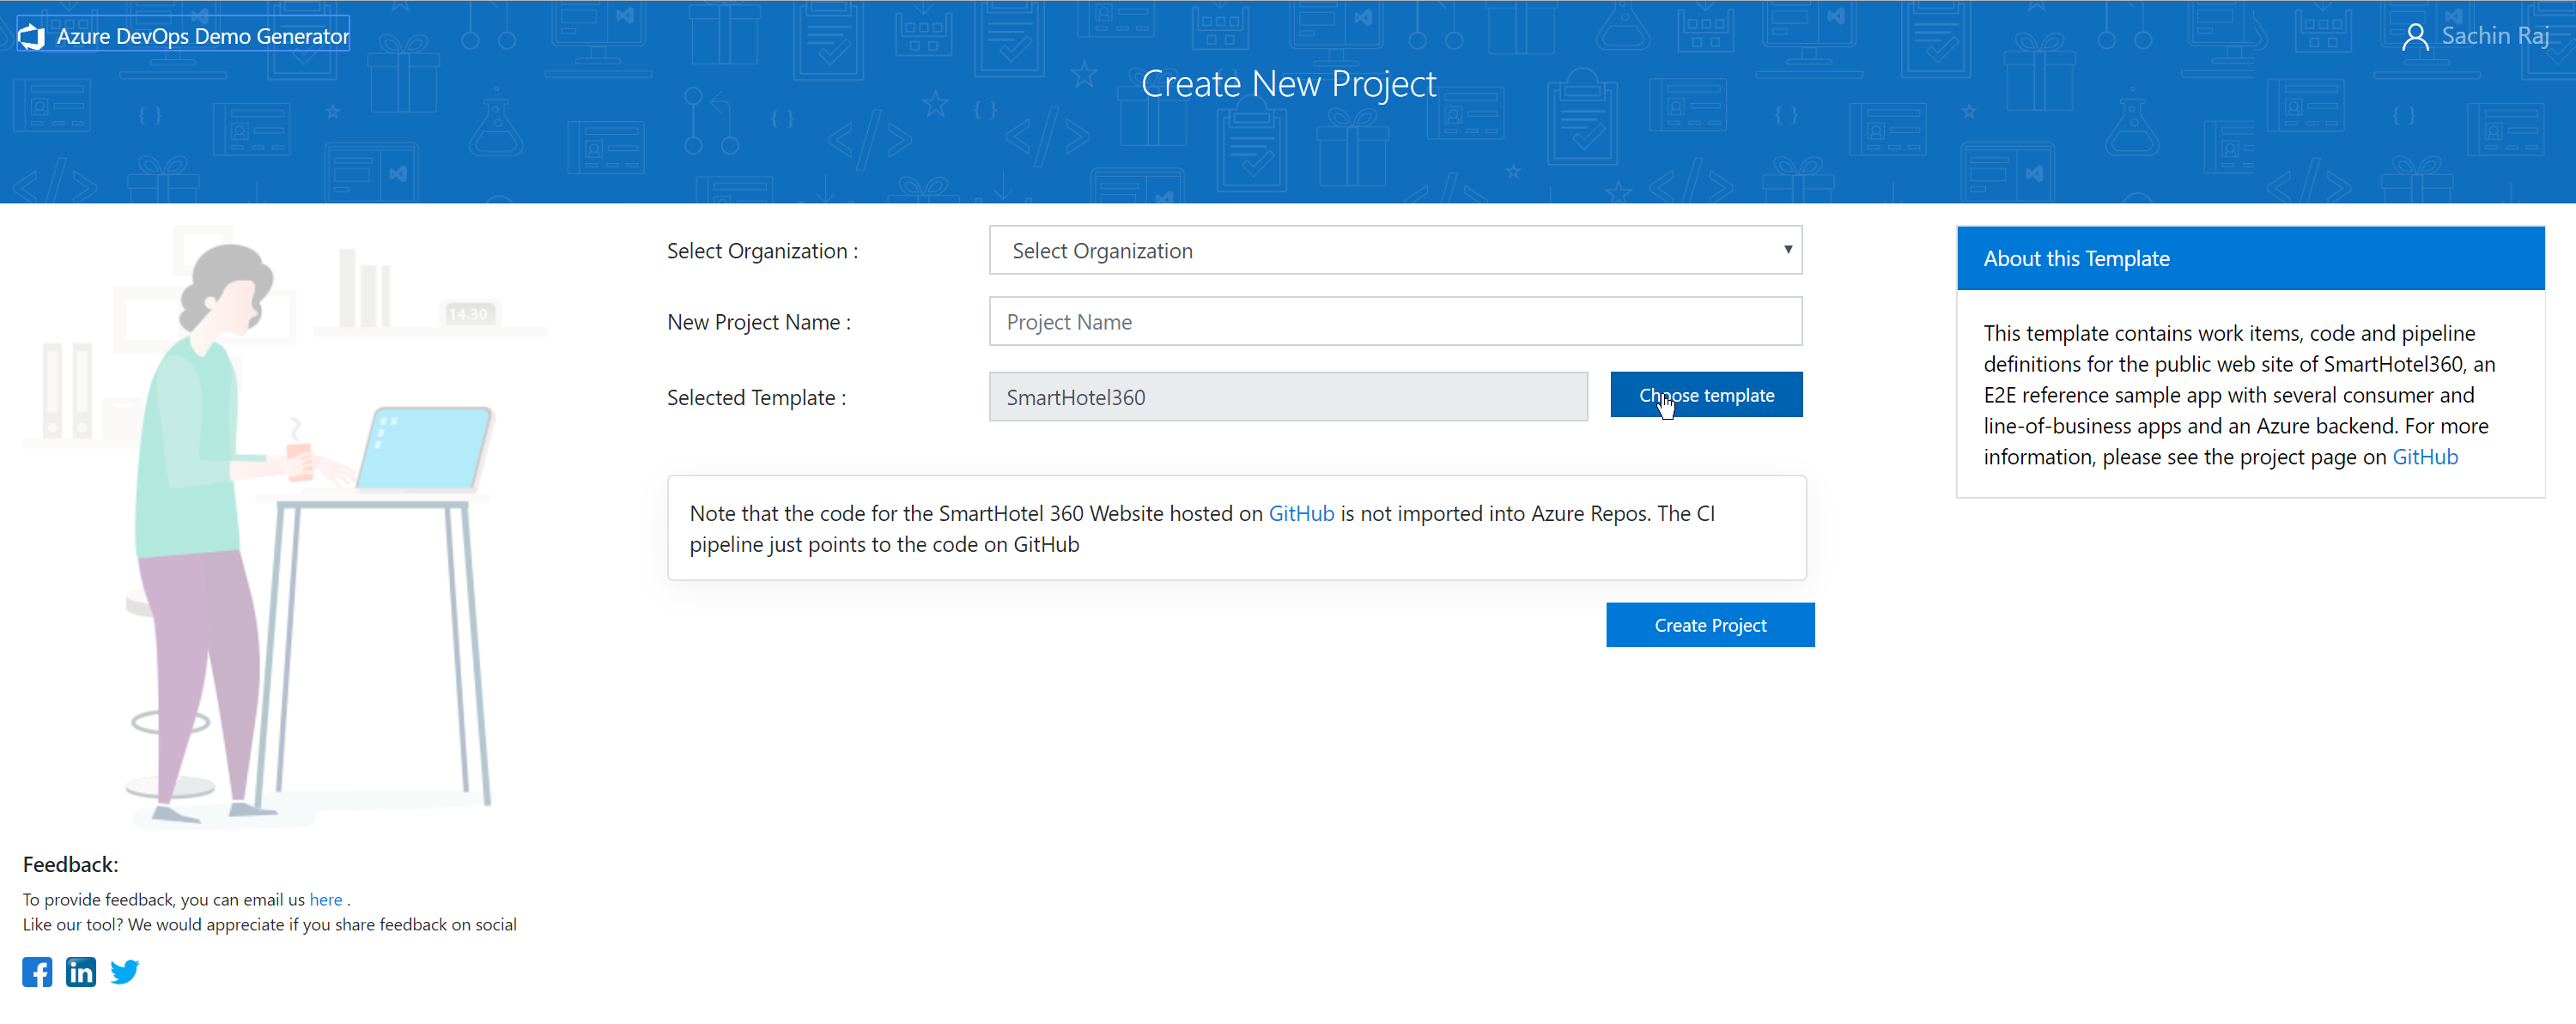 Azure DevOps Demo Generator
Sachin Raj
Create New Project
Select Organization :
Select Organization
New Project Name :
Project Name
Selected Template :
SmartHotel360
Choose template
Note that the code for the SmartHotel 360 Website hosted on GitHub is not imported into Azure Repos. The CI
pipeline just points to the code on GitHub
Create Project
About this Template
This template contains work items, code and pipeline
definitions for the public web site of SmartHotel360, an
E2E reference sample app with several consumer and
line-of-business apps and an Azure backend. For more
information, please see the project page on GitHub
14.30
Feedback:
To provide feedback, you can email us here .
Like our tool? We would appreciate if you share feedback on social